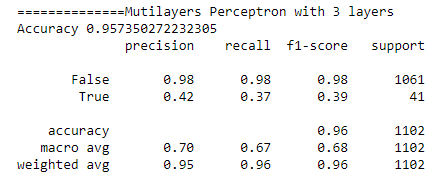 ==============Mutilayers Perceptron with 3 layers
Accuracy 0.957350272232305
precision recall f1-score support
False 0.98 0.98 0.98 1061
True 0.42 0.37 0.39 41
accuracy 0.96 1102
macro avg 0.70 0.67 0.68 1102
weighted avg 0.95 0.96 0.96 1102